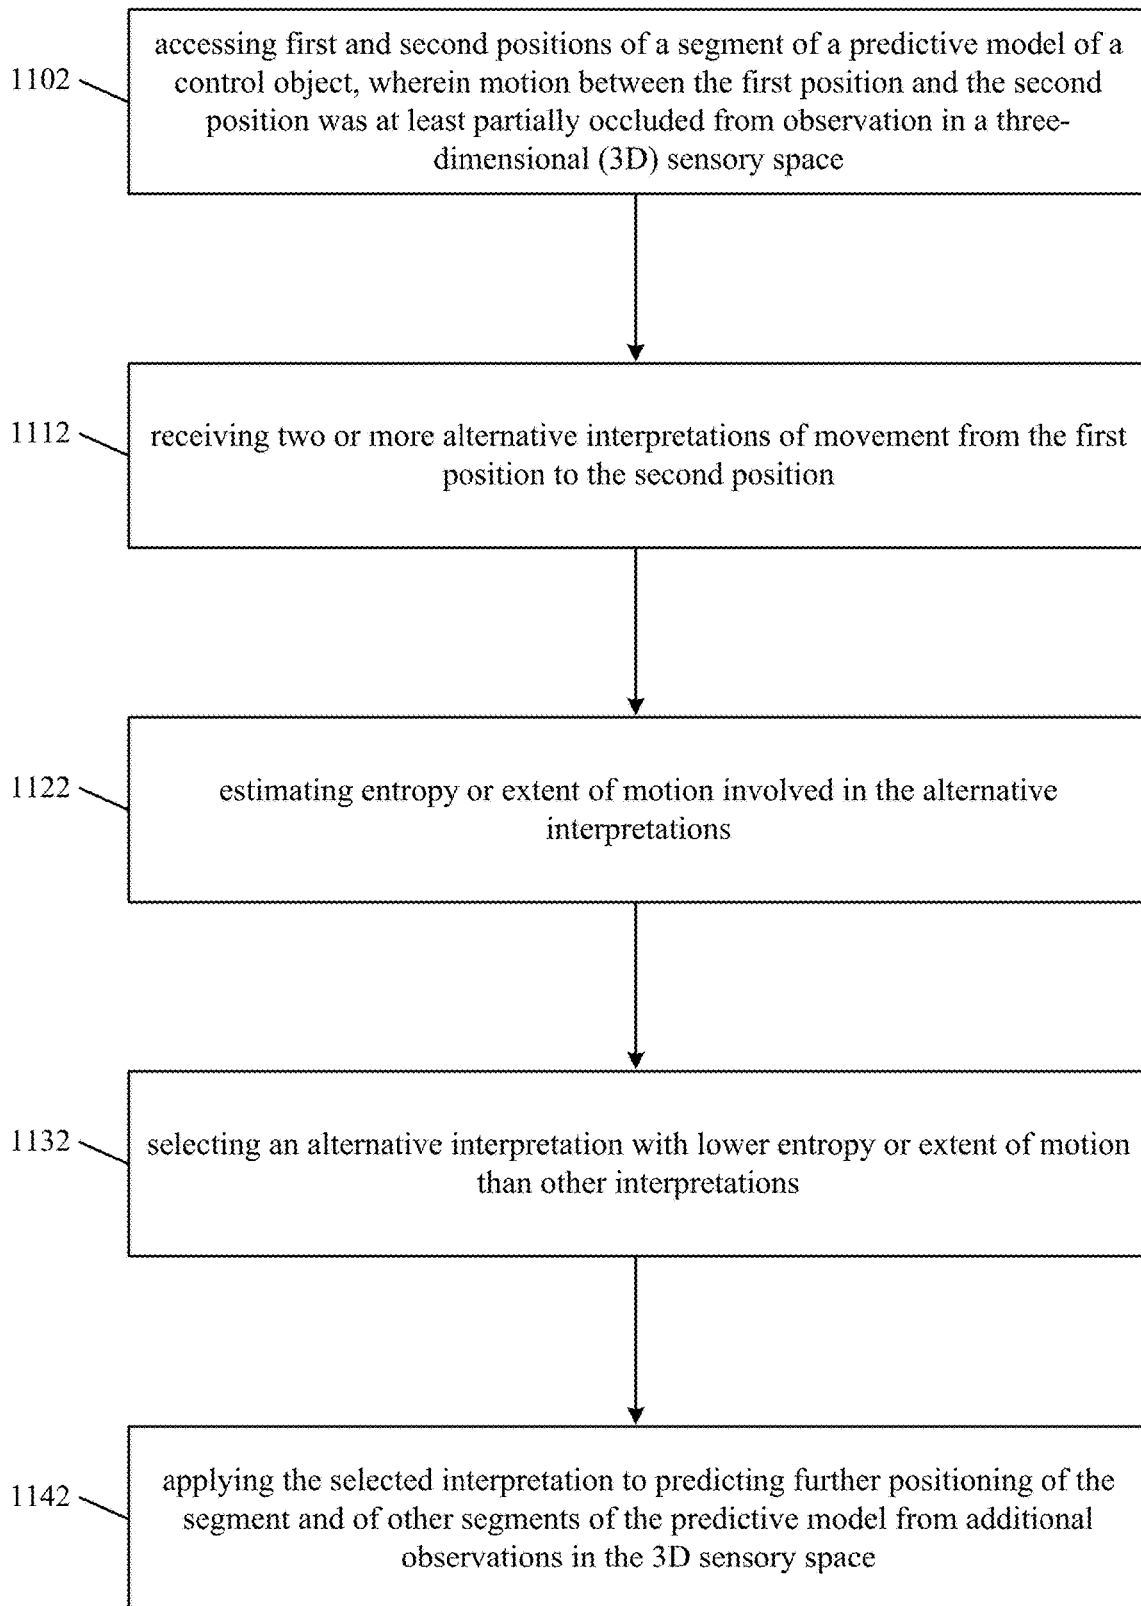 accessing first and second positions of a segment of a predictive model of a
control object, wherein motion between the first position and the second
position was at least partially occluded from observation in a three-
dimensional (3D) sensory space
1102
receiving two or more alternative interpretations of movement from the first
position to the second position
1112
estimating entropy or extent of motion involved in the alternative
interpretations
1122
selecting an alternative interpretation with lower entropy or extent of motion
than other interpretations
1132
applying the selected interpretation to predicting further positioning of the
segment and of other segments of the predictive model from additional
observations in the 3D sensory space
1142